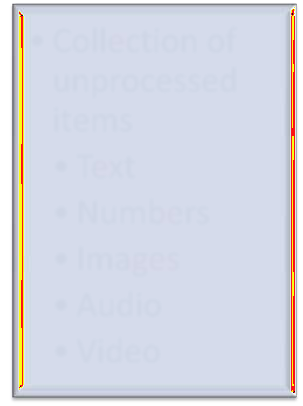 • Collection of
unprocessed
items
• Text
• Numbers
• Images
• Audio
• Video